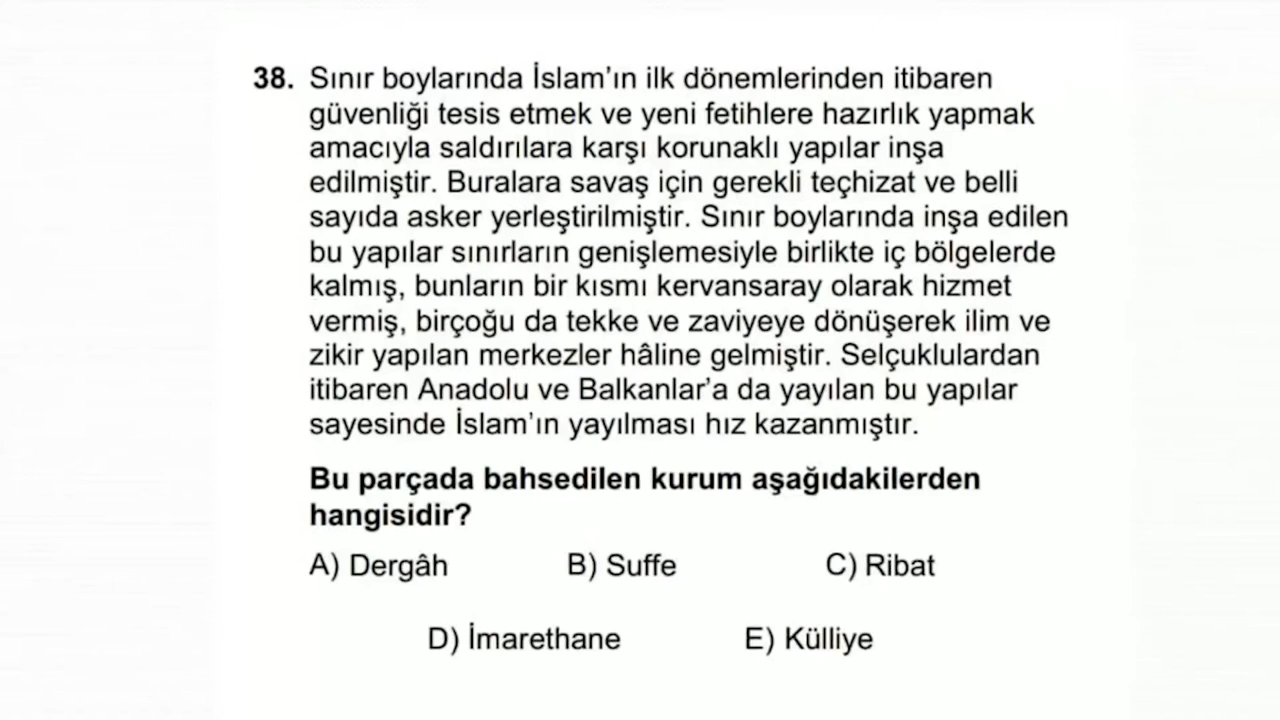 38. Sınır boylarında İslam'ın ilk dönemlerinden itibaren
güvenliği tesis etmek ve yeni fetihlere hazırlık yapmak
amacıyla saldırılara karşı korunaklı yapılar inşa
edilmiştir. Buralara savaş için gerekli teçhizat ve belli
sayıda asker yerleştirilmiştir. Sınır boylarında inşa edilen
bu yapılar sınırların genişlemesiyle birlikte iç bölgelerde
kalmış, bunların bir kısmı kervansaray olarak hizmet
vermiş, birçoğu da tekke ve zaviyeye dönüşerek ilim ve
zikir yapılan merkezler hâline gelmiştir. Selçuklulardan
itibaren Anadolu ve Balkanlar'a da yayılan bu yapılar
sayesinde İslam'ın yayılması hız kazanmıştır.
Bu parçada bahsedilen kurum aşağıdakilerden
hangisidir?
A) Dergâh B) Suffe C) Ribat
D) İmarethane E) Külliye